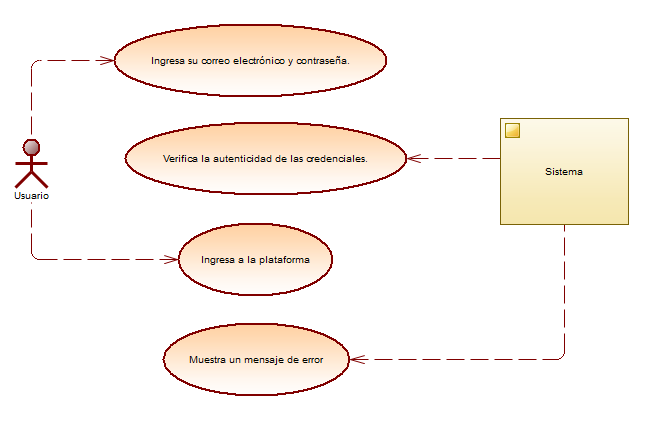 Ingresa su correo electrónico y contraseña.
Verifica la autenticidad de las credenciales.
Sistema
Usuario
Ingresa a la plataforma
Muestra un mensaje de error